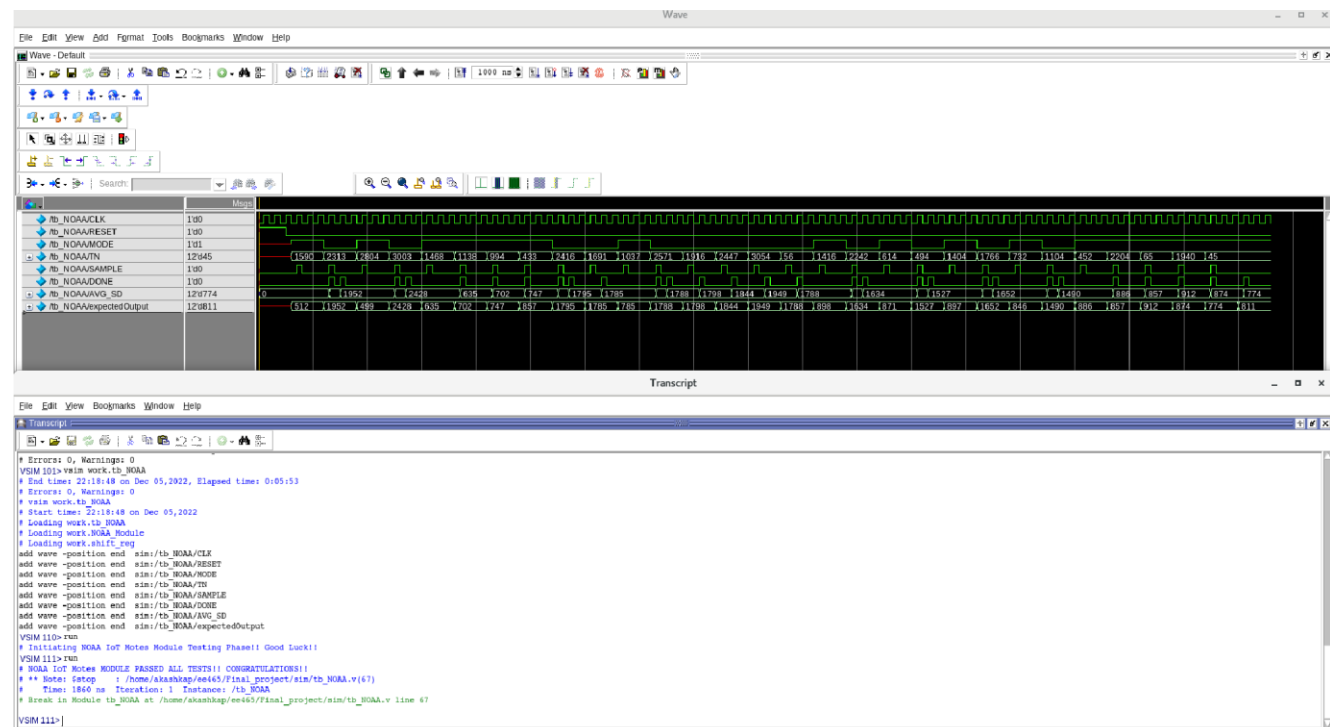 Wave
File Edit View Add Format Tools Bookmarks Window Help
Wave - Default
1000 ns
Search:
Msgs
/tb_NOAA/CLK 1'd0
/tb_NOAA/RESET 1'd0
/tb_NOAA/MODE 1'd1
/tb_NOAA/TN 12'd45 1590 2313 2804 3003 1468 1138 994 433 2416 1691 1037 2571 1916 2447 3054 56 1416 2242 614 494 1404 1766 732 1104 452 2204 65 1940 45
/tb_NOAA/SAMPLE 1'd0
/tb_NOAA/DONE 1'd0
/tb_NOAA/AVG_SD 12'd774 0 1952 2428 635 702 747 1795 1785 1788 1798 1844 1949 1788 1634 1527 1652 1490 886 857 912 874 774
/tb_NOAA/expectedOutput 12'd811 512 1952 499 2428 635 702 747 857 1795 1785 785 1788 1798 1844 1949 1788 898 1634 871 1527 897 1652 846 1490 886 857 912 874 774 811
Transcript
File Edit View Bookmarks Window Help
Transcript
# Errors: 0, Warnings: 0
VSIM 101> vsim work.tb_NOAA
# End time: 22:18:48 on Dec 05,2022, Elapsed time: 0:05:53
# Errors: 0, Warnings: 0
# vsim work.tb_NOAA
# Start time: 22:18:48 on Dec 05,2022
# Loading work.tb_NOAA
# Loading work.NOAA_Module
# Loading work.shift_reg
add wave -position end sim:/tb_NOAA/CLK
add wave -position end sim:/tb_NOAA/RESET
add wave -position end sim:/tb_NOAA/MODE
add wave -position end sim:/tb_NOAA/TN
add wave -position end sim:/tb_NOAA/SAMPLE
add wave -position end sim:/tb_NOAA/DONE
add wave -position end sim:/tb_NOAA/AVG_SD
add wave -position end sim:/tb_NOAA/expectedOutput
VSIM 110> run
# Initiating NOAA IoT Motes Module Testing Phase!! Good Luck!!
VSIM 111> run
# NOAA IoT Motes MODULE PASSED ALL TESTS!! CONGRATULATIONS!!
# ** Note: $stop : /home/akashkap/ee465/Final_project/sim/tb_NOAA.v(67)
# Time: 1860 ns Iteration: 1 Instance: /tb_NOAA
# Break in Module tb_NOAA at /home/akashkap/ee465/Final_project/sim/tb_NOAA.v line 67
VSIM 111>